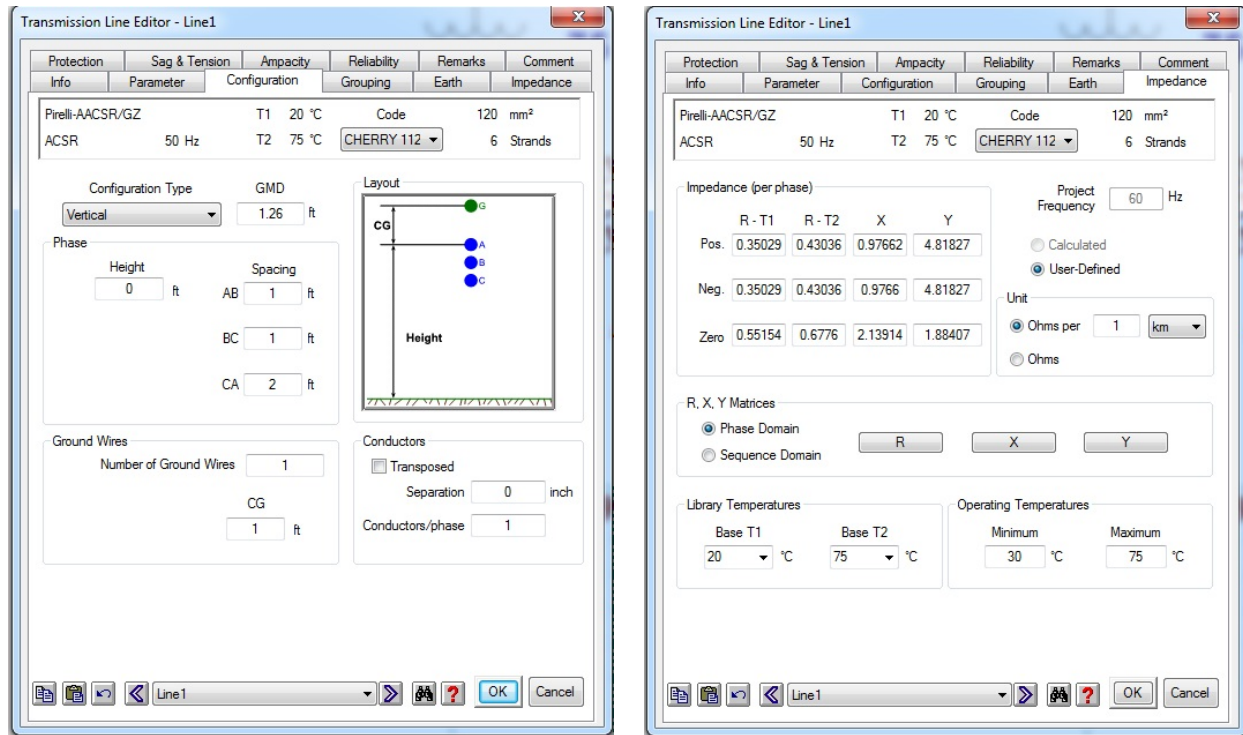 Transmission Line Editor - Line1
Protection Sag & Tension Ampacity Reliability Remarks Comment
Info Parameter Configuration Grouping Earth Impedance
Pirelli-AACSR/GZ T1 20 °C Code 120 mm²
ACSR 50 Hz T2 75 °C CHERRY 112 6 Strands
Configuration Type GMD
Vertical 1.26 ft
Phase
Height Spacing
0 ft AB 1 ft
BC 1 ft
CA 2 ft
Layout
G
CG
A
B
C
Height
Ground Wires
Number of Ground Wires 1
CG
1 ft
Conductors
Transposed
Separation 0 inch
Conductors/phase 1
Line1 ? OK Cancel
Transmission Line Editor - Line1
Protection Sag & Tension Ampacity Reliability Remarks Comment
Info Parameter Configuration Grouping Earth Impedance
Pirelli-AACSR/GZ T1 20 °C Code 120 mm²
ACSR 50 Hz T2 75 °C CHERRY 112 6 Strands
Impedance (per phase)
R - T1 R - T2 X Y
Pos. 0.35029 0.43036 0.97662 4.81827
Neg. 0.35029 0.43036 0.9766 4.81827
Zero 0.55154 0.6776 2.13914 1.88407
Project
Frequency 60 Hz
Calculated
User-Defined
Unit
Ohms per 1 km
Ohms
R, X, Y Matrices
Phase Domain R X Y
Sequence Domain
Library Temperatures
Base T1 Base T2
20 °C 75 °C
Operating Temperatures
Minimum Maximum
30 °C 75 °C
Line1 ? OK Cancel